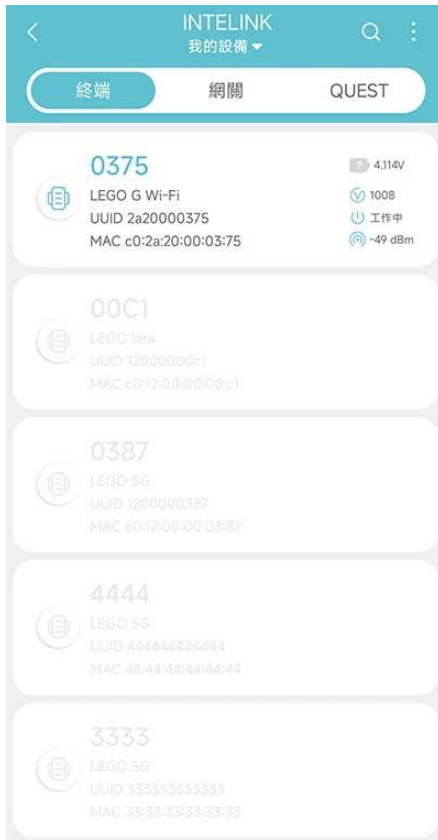 INTELINK
我的設備
終端
網關
QUEST
0375
LEGO G Wi-Fi
UUID 2a20000375
MAC c0:2a:20:00:03:75
?
4.114V
1008
工作中
-49 dBm
00C1
LEGO lora
UUID 12000000c1
MAC c0:12:00:00:00:c1
0387
LEGO 5G
UUID 1200000387
MAC c0:12:00:00:03:87
4444
LEGO 5G
UUID 444444444444
MAC 44:44:44:44:44:44
3333
LEGO 5G
UUID 333333333333
MAC 33:33:33:33:33:33